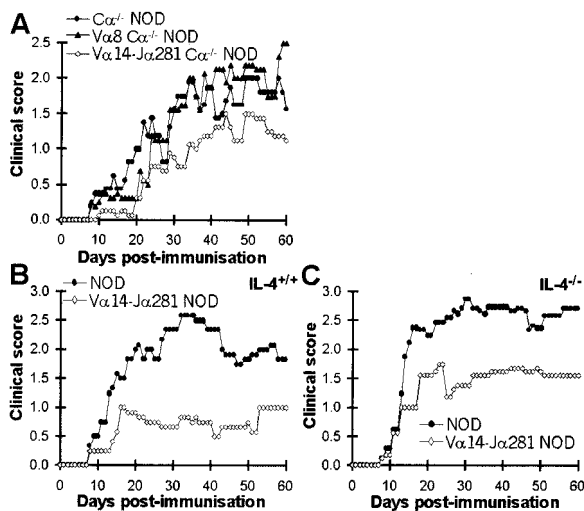 A
Cα-/- NOD
Vα8 Cα-/- NOD
Vα14-Jα281 Cα-/- NOD
Clinical score
2.5
2.0
1.5
1.0
0.5
0.0
0 10 20 30 40 50 60
Days post-immunisation
B
NOD
Vα14-Jα281 NOD
IL-4+/+
Clinical score
3.0
2.5
2.0
1.5
1.0
0.5
0.0
0 10 20 30 40 50 60
Days post-immunisation
C
IL-4-/-
Clinical score
3.0
2.5
2.0
1.5
1.0
0.5
0.0
NOD
Vα14-Jα281 NOD
0 10 20 30 40 50 60
Days post-immunisation